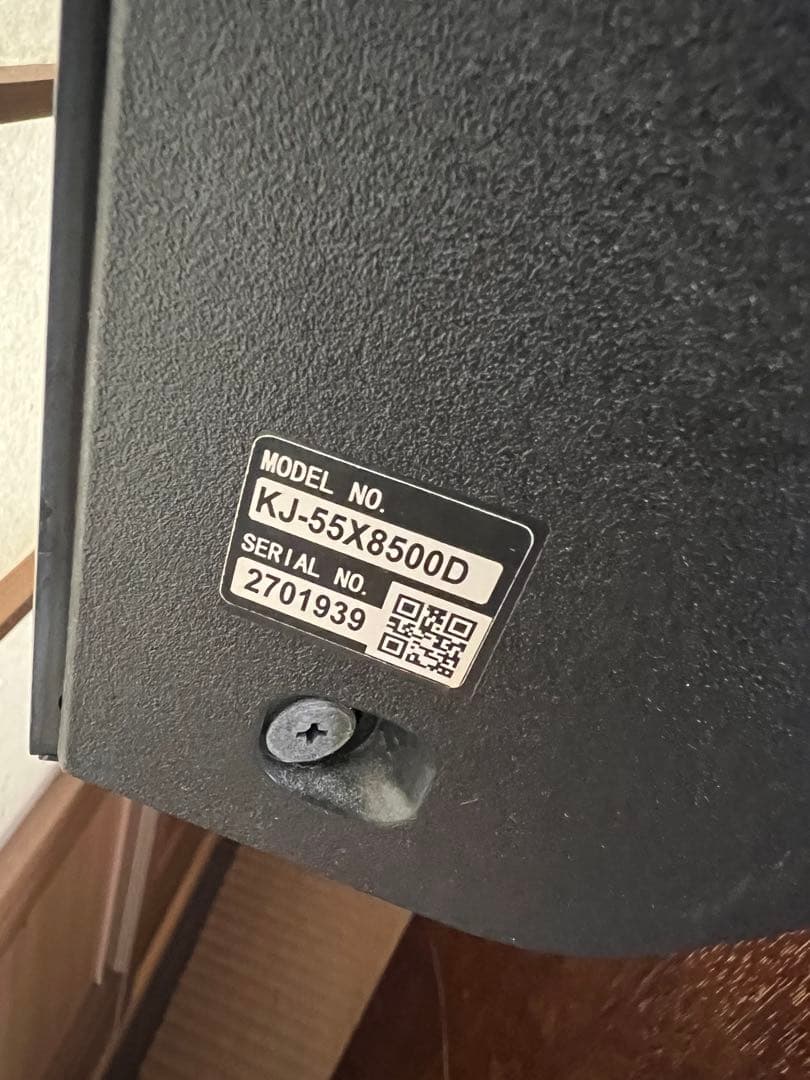 MODEL NO.
KJ-55X8500D
SERIAL NO.
2701939